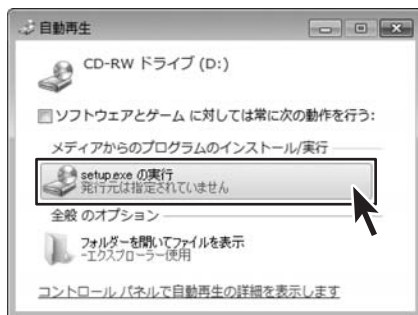 自動再生
CD-RW ドライブ (D:)
ソフトウェアとゲーム に対しては常に次の動作を行う:
メディアからのプログラムのインストール/実行
setup.exe の実行
発行元は指定されていません
全般 のオプション
フォルダーを開いてファイルを表示
-エクスプローラー使用
コントロール パネルで自動再生の詳細を表示します